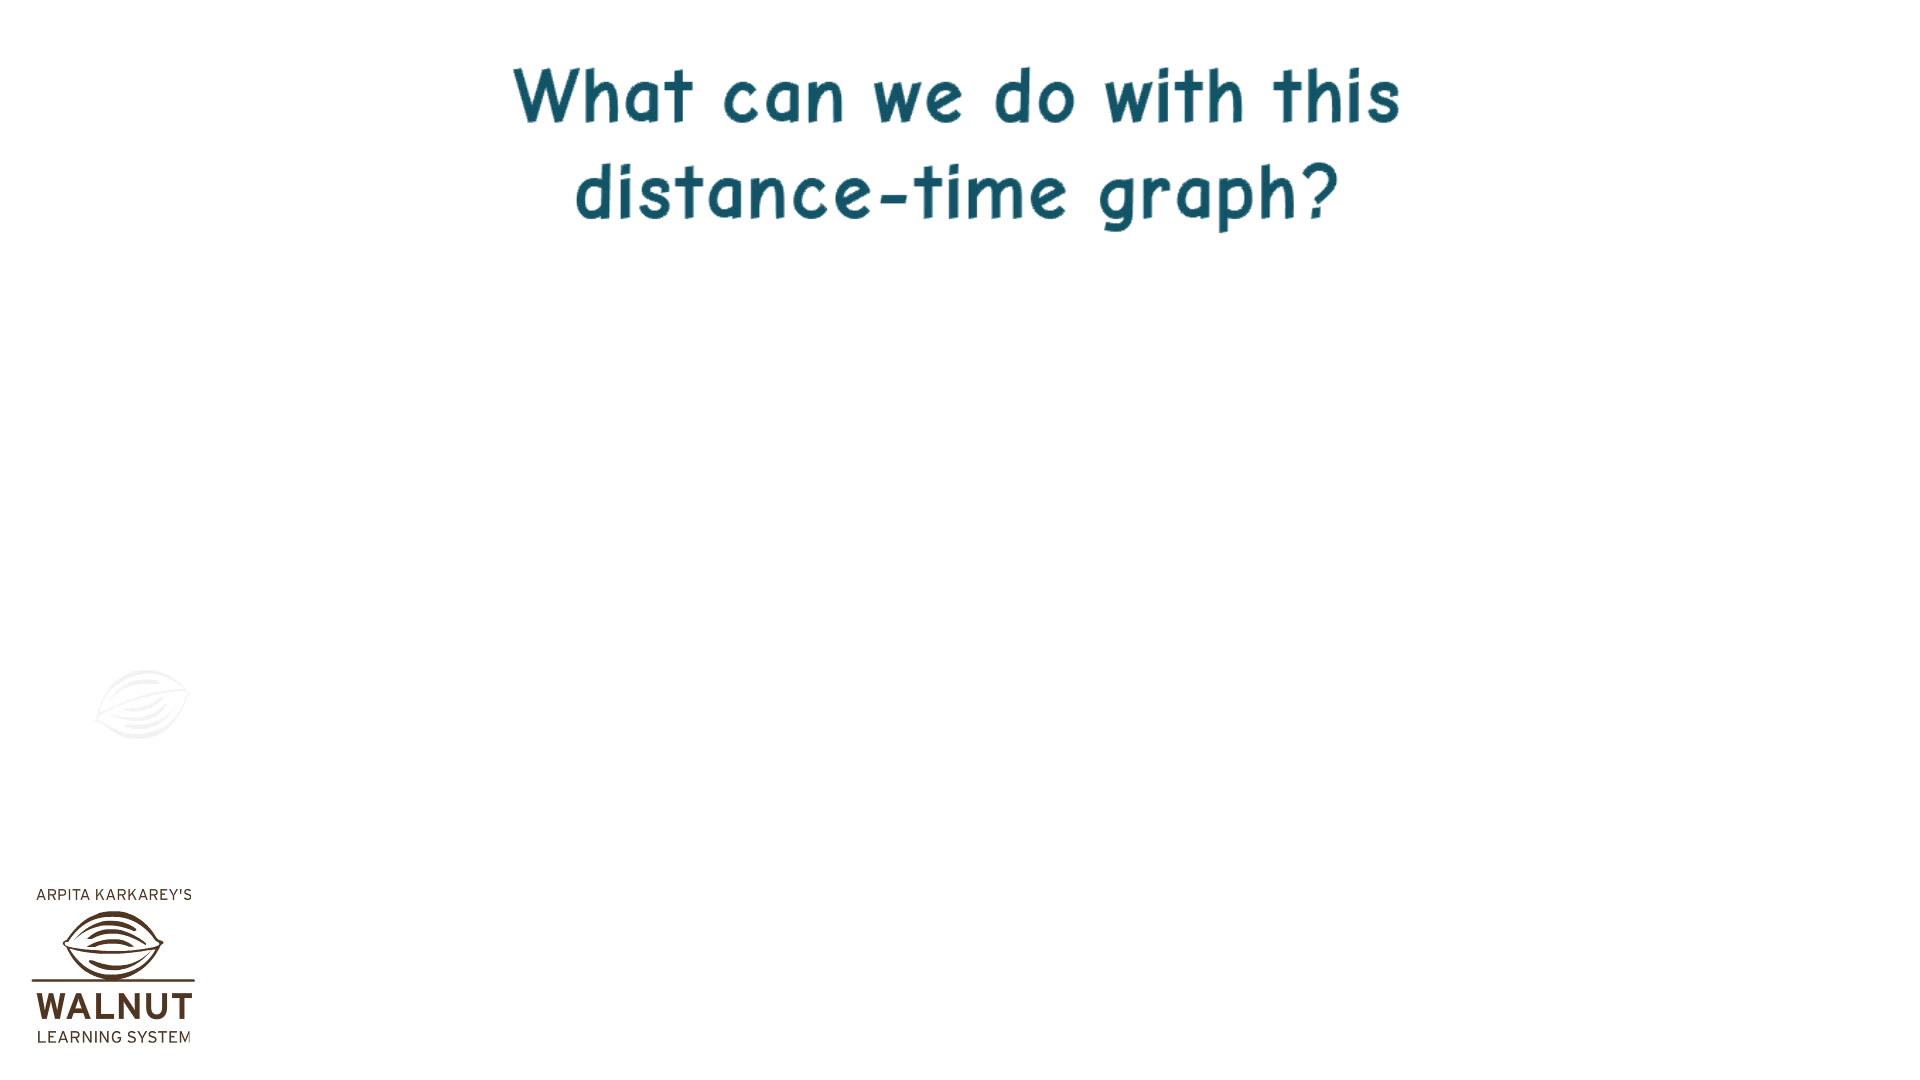 What can we do with this
distance-time graph?
ARPITA KARKAREY'S
WALNUT
LEARNING SYSTEM